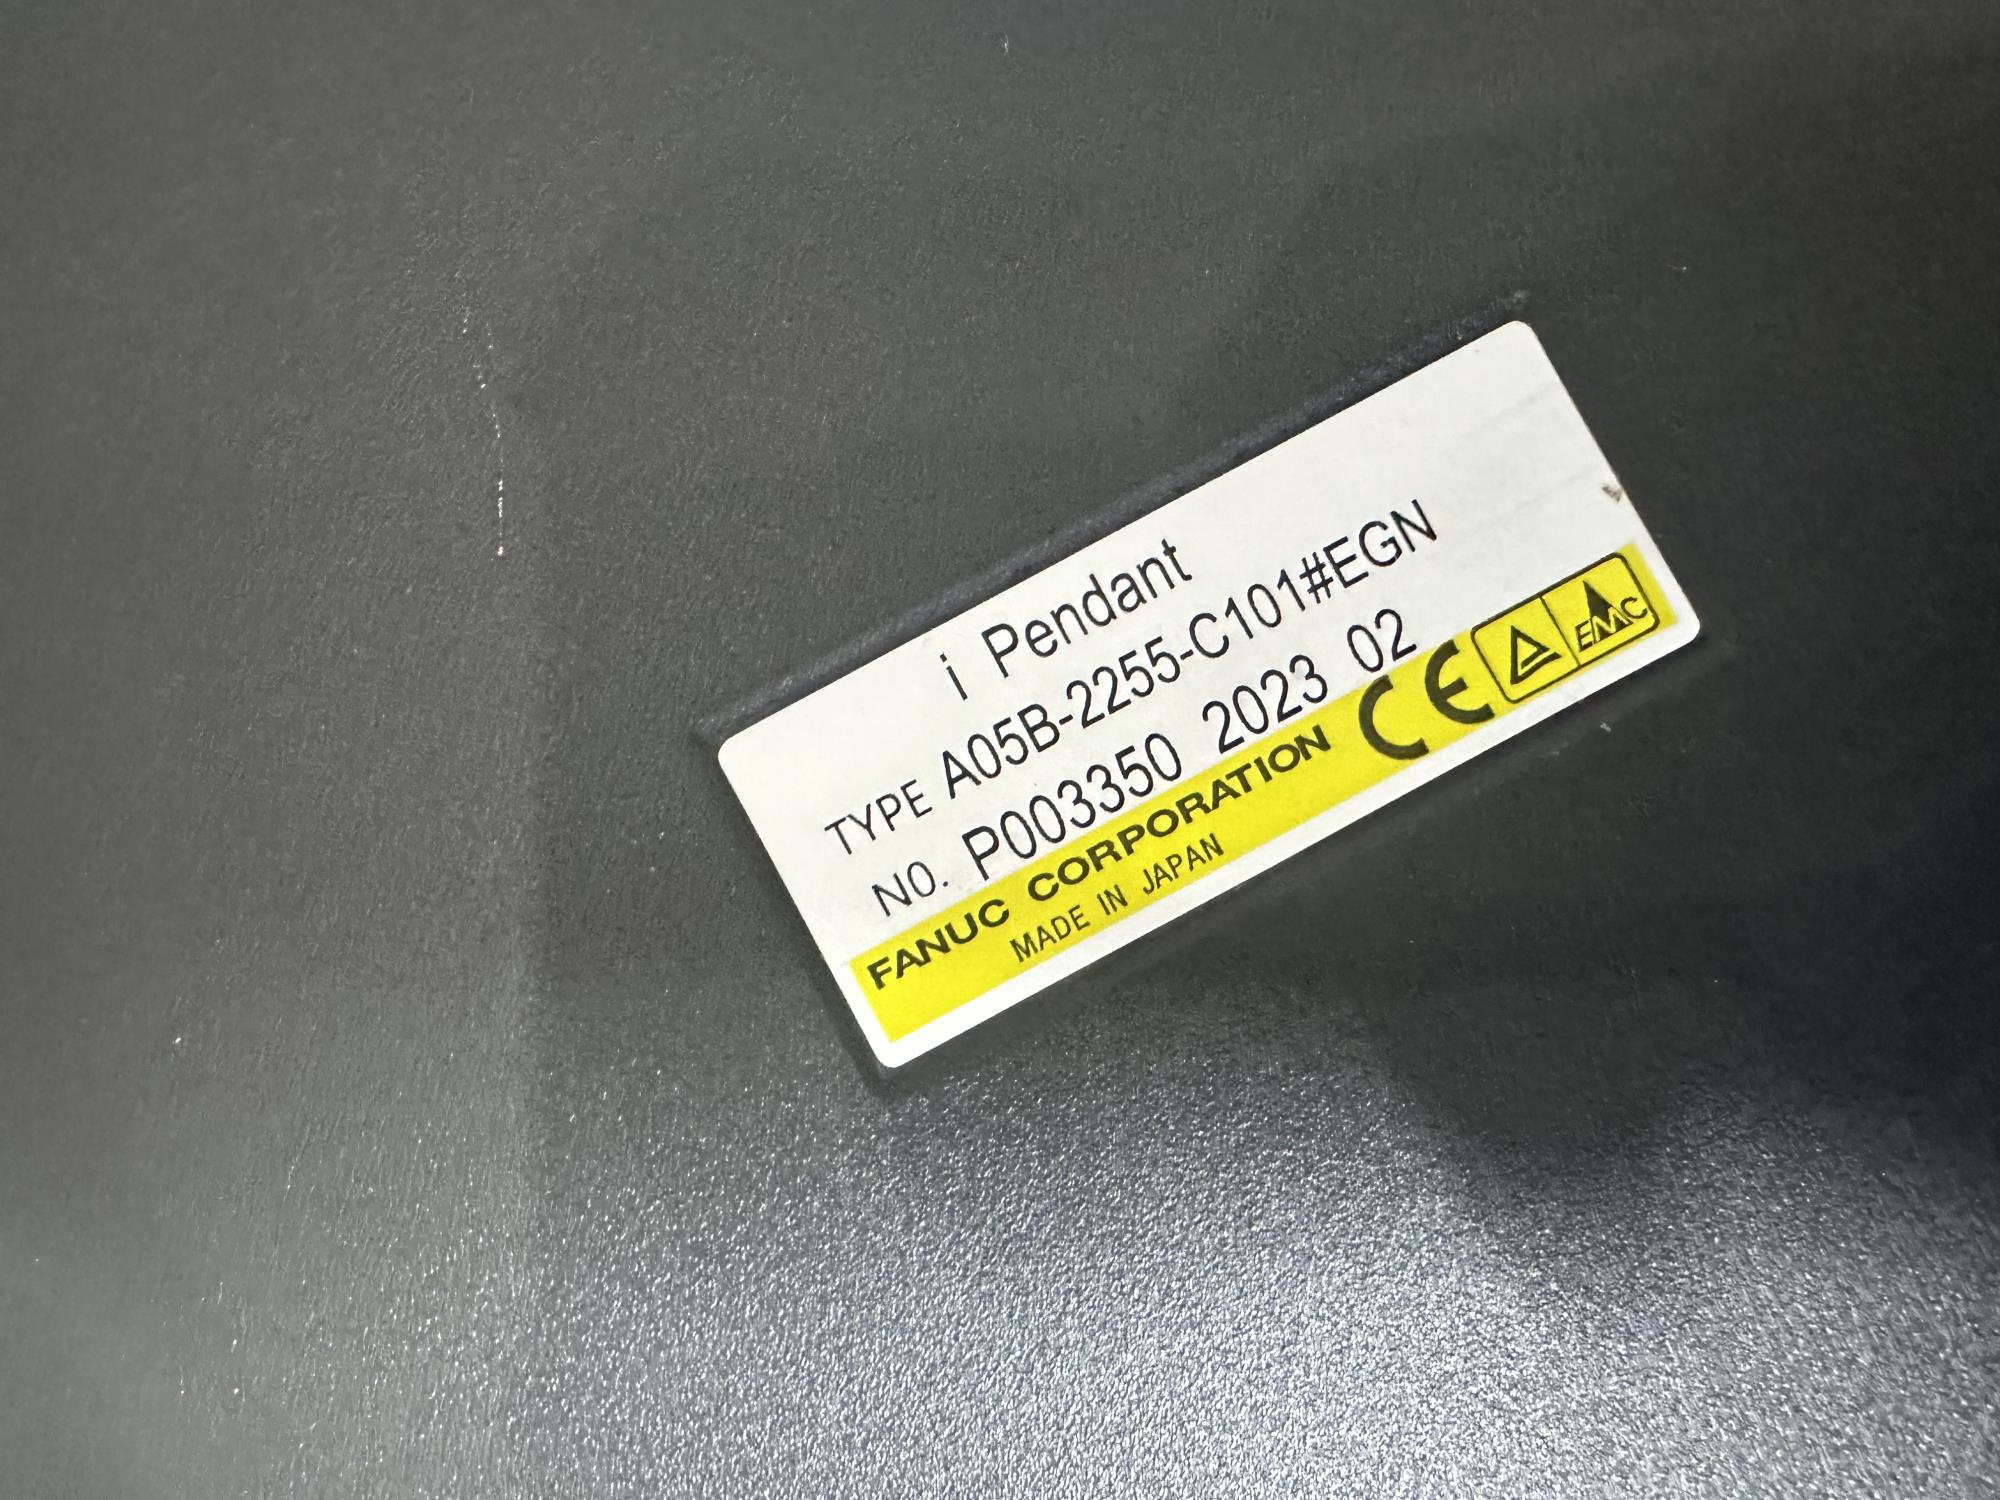 i Pendant
TYPE A05B-2255-C101#EGN
NO. P003350 2023 02
FANUC CORPORATION CE EMC
MADE IN JAPAN